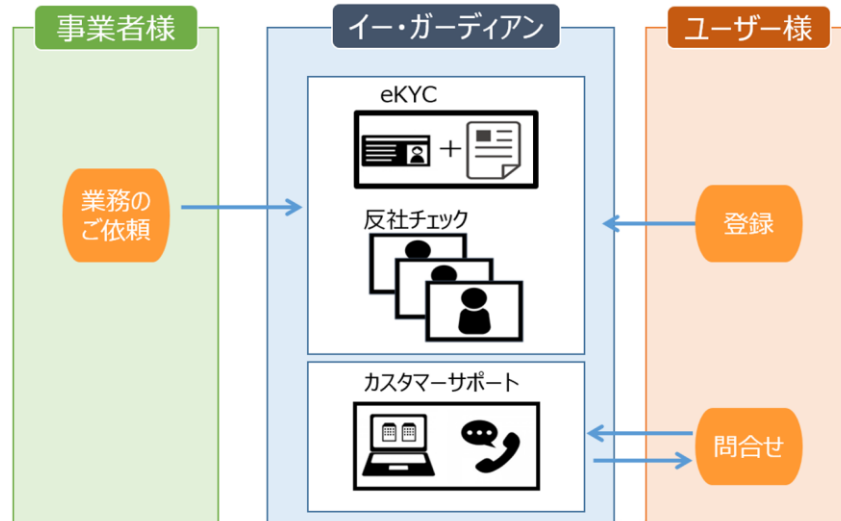 事業者様
イー・ガーディアン
ユーザー様
eKYC
業務の
ご依頼
登録
反社チェック
カスタマーサポート
問合せ